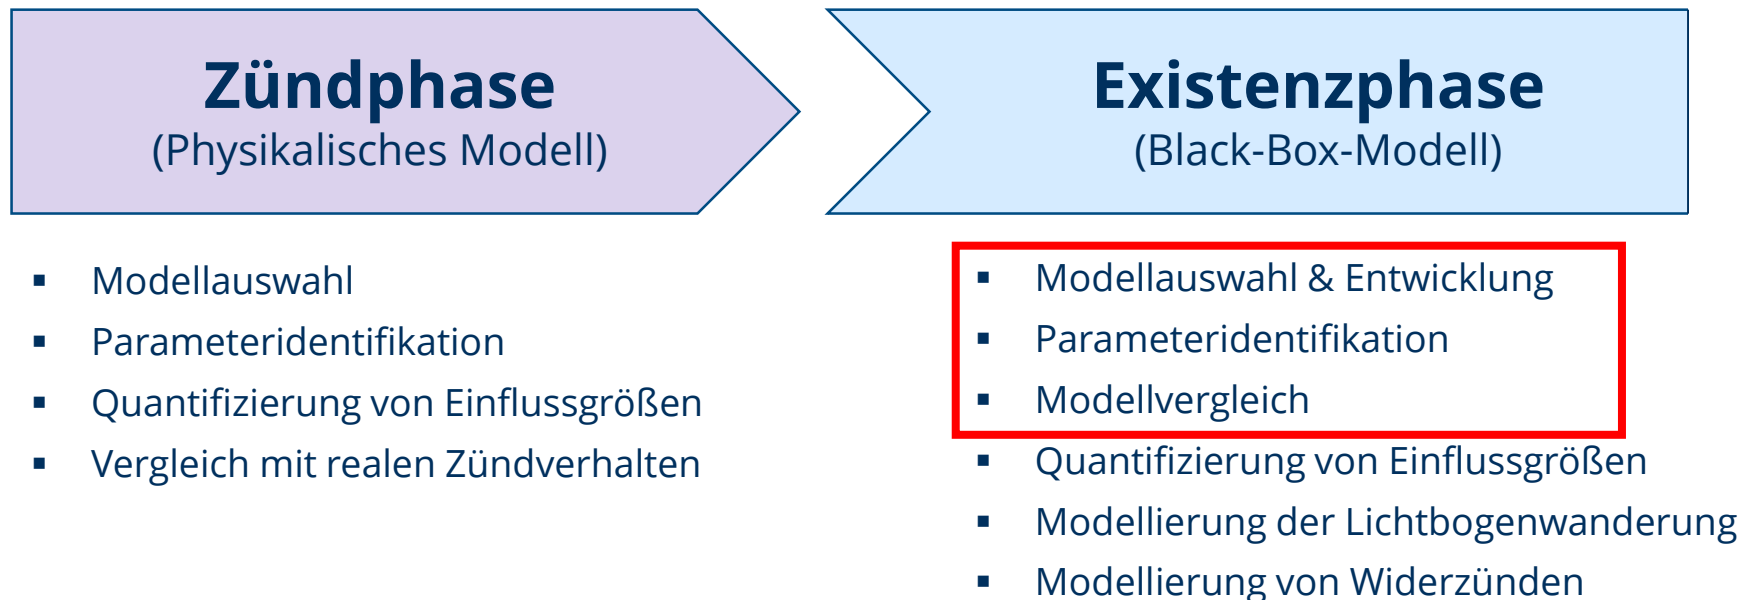 Zündphase
(Physikalisches Modell)
▪ Modellauswahl
▪ Parameteridentifikation
▪ Quantifizierung von Einflussgrößen
▪ Vergleich mit realen Zündverhalten
Existenzphase
(Black-Box-Modell)
▪ Modellauswahl & Entwicklung
▪ Parameteridentifikation
▪ Modellvergleich
▪ Quantifizierung von Einflussgrößen
▪ Modellierung der Lichtbogenwanderung
▪ Modellierung von Widerzünden